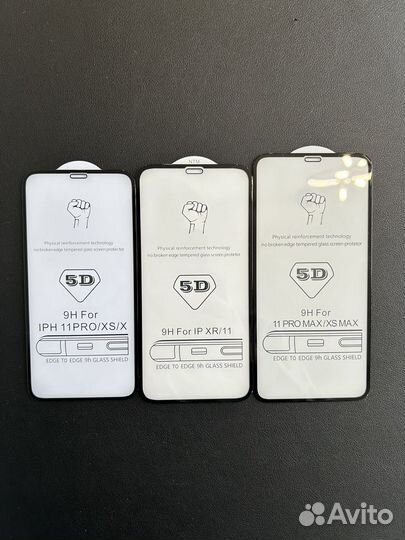 Physical reinforcement technology
no broken edge tempered glass screen protector
5D
9H For
IPH 11PRO/XS/X
EDGE TO EDGE 9h GLASS SHIELD
NTM
Physical reinforcement technology
no broken edge tempered glass screen protector
5D
9H For IP XR/11
EDGE TO EDGE 9h GLASS SHIELD
Physical reinforcement technology
no broken edge tempered glass screen protetor
5D
9H For
11 PRO MAX/XS MAX
EDGE TO EDGE 9h GLASS SHIELD
Avito